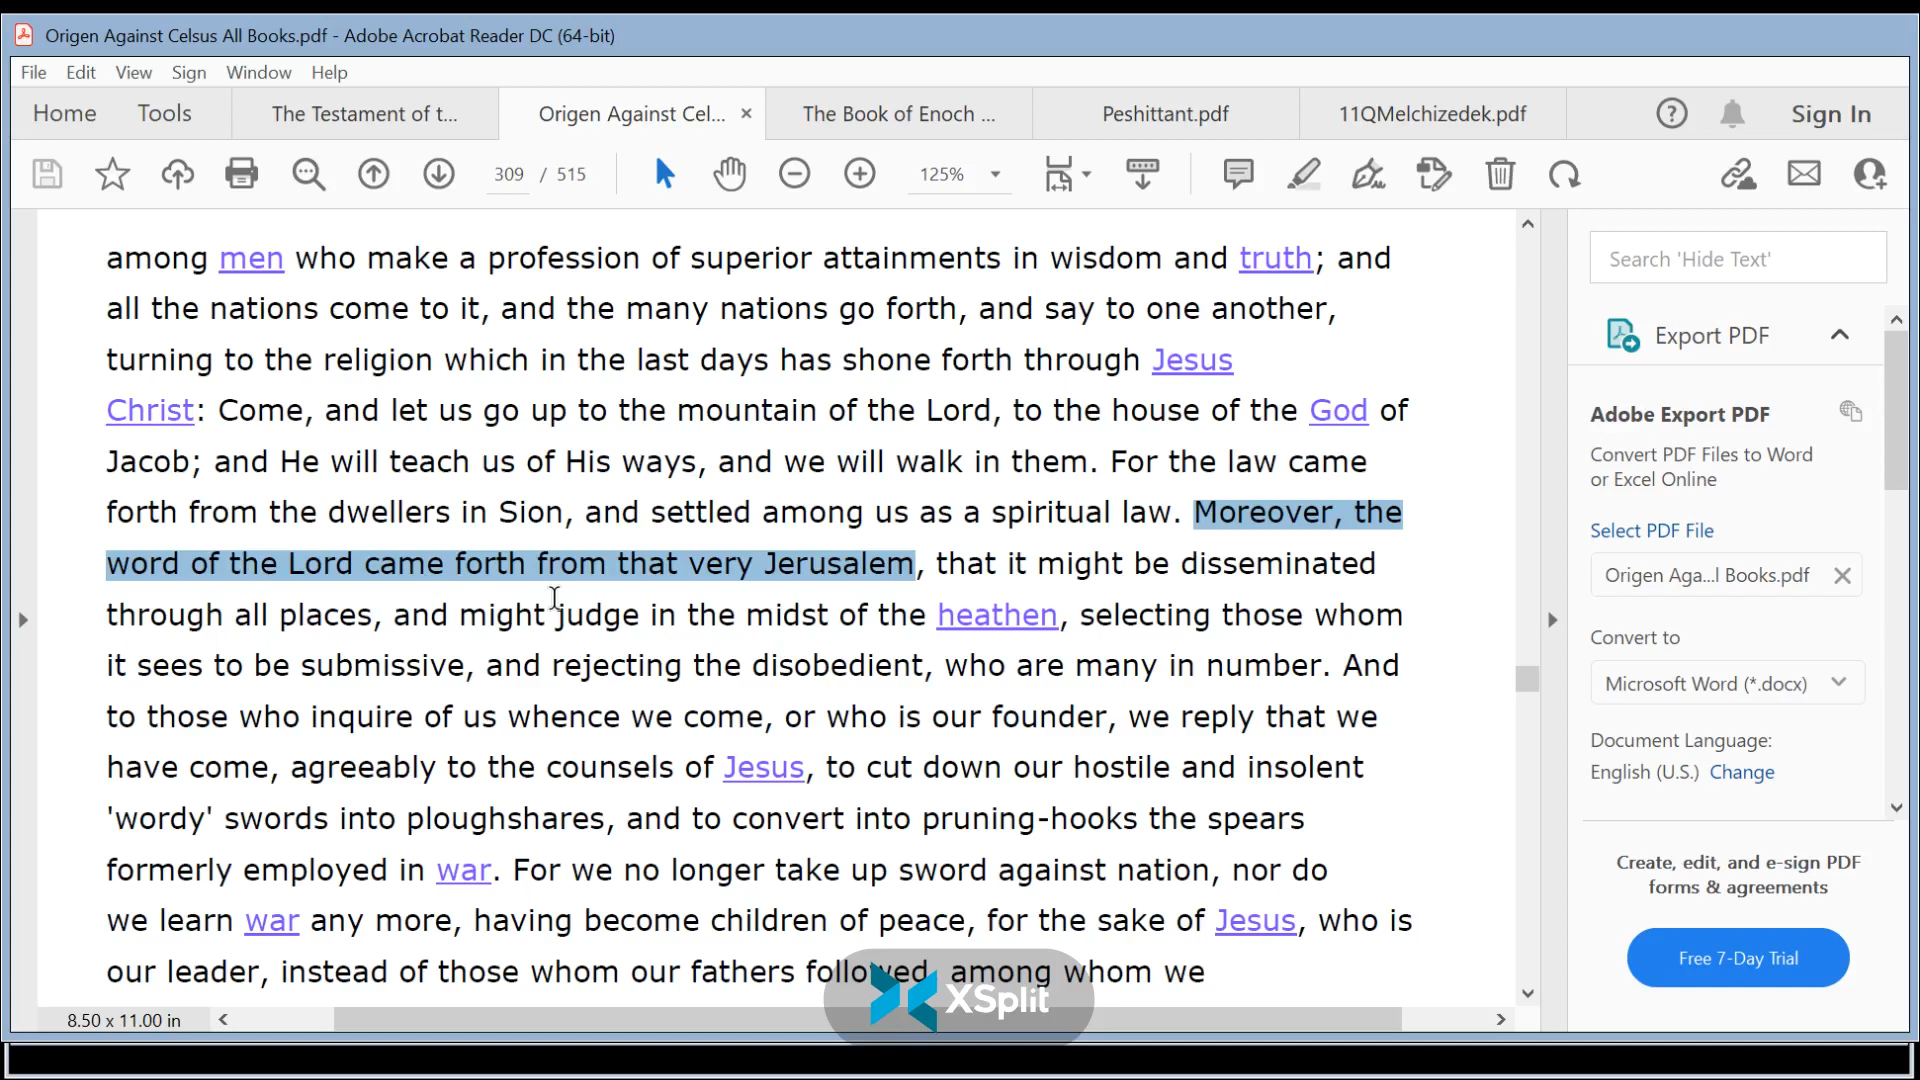 Origen Against Celsus All Books.pdf - Adobe Acrobat Reader DC (64-bit)
File Edit View Sign Window Help
Home Tools The Testament of t... Origen Against Cel... × The Book of Enoch ... Peshittant.pdf 11QMelchizedek.pdf Sign In
309 / 515 125%
among men who make a profession of superior attainments in wisdom and truth; and
all the nations come to it, and the many nations go forth, and say to one another,
turning to the religion which in the last days has shone forth through Jesus
Christ: Come, and let us go up to the mountain of the Lord, to the house of the God of
Jacob; and He will teach us of His ways, and we will walk in them. For the law came
forth from the dwellers in Sion, and settled among us as a spiritual law. Moreover, the
word of the Lord came forth from that very Jerusalem, that it might be disseminated
through all places, and might judge in the midst of the heathen, selecting those whom
it sees to be submissive, and rejecting the disobedient, who are many in number. And
to those who inquire of us whence we come, or who is our founder, we reply that we
have come, agreeably to the counsels of Jesus, to cut down our hostile and insolent
'wordy' swords into ploughshares, and to convert into pruning-hooks the spears
formerly employed in war. For we no longer take up sword against nation, nor do
we learn war any more, having become children of peace, for the sake of Jesus, who is
our leader, instead of those whom our fathers followed, among whom we
8.50 x 11.00 in
XSplit
Search 'Hide Text'
Export PDF
Adobe Export PDF
Convert PDF Files to Word
or Excel Online
Select PDF File
Origen Aga...l Books.pdf
Convert to
Microsoft Word (*.docx)
Document Language:
English (U.S.) Change
Create, edit, and e-sign PDF
forms & agreements
Free 7-Day Trial